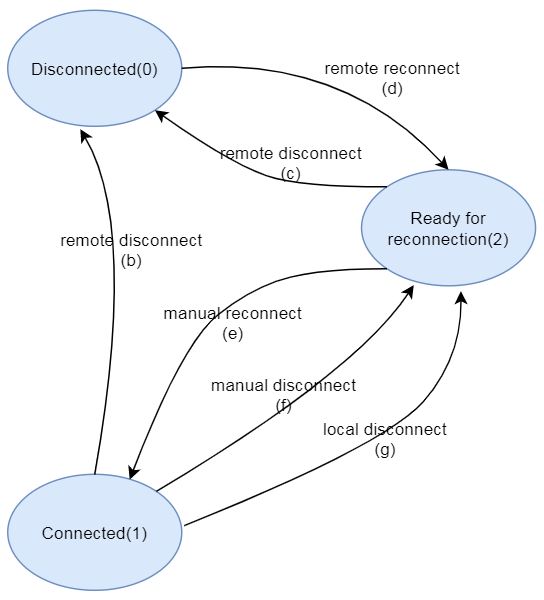 Disconnected(0)
remote reconnect
(d)
remote disconnect
(c)
Ready for
reconnection(2)
remote disconnect
(b)
manual reconnect
(e)
manual disconnect
(f)
local disconnect
(g)
Connected(1)